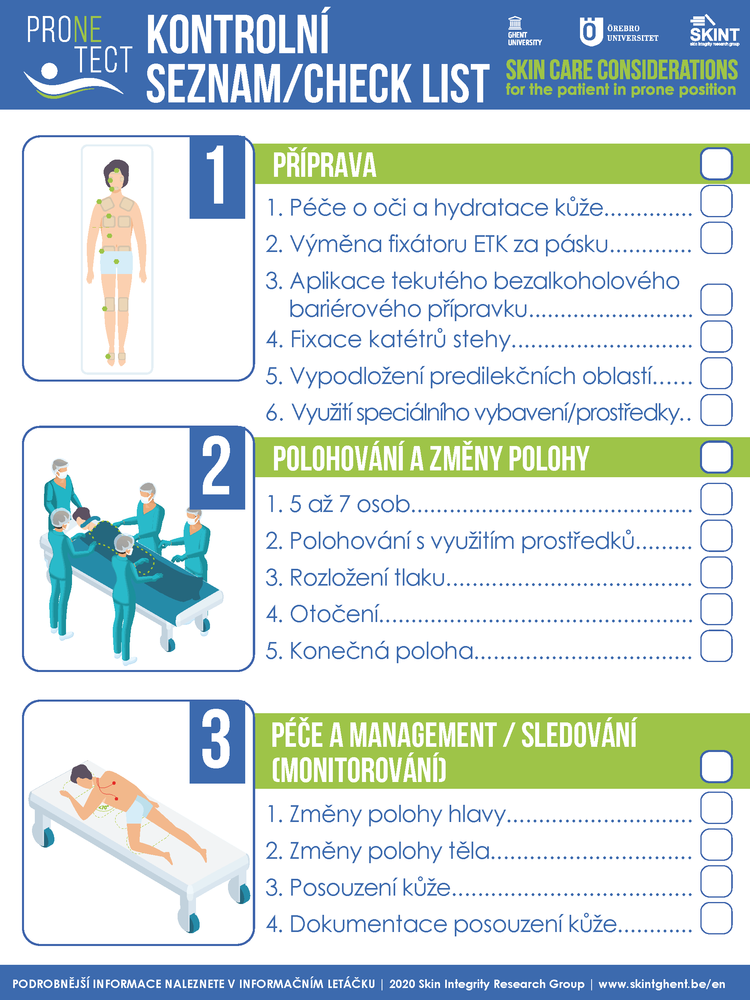 PRONE
TECT
KONTROLNÍ
SEZNAM/CHECK LIST
GHENT
UNIVERSITY
ÖREBRO
UNIVERSITET
SKINT
skin integrity research group
SKIN CARE CONSIDERATIONS
for the patient in prone position
1
PŘÍPRAVA
1. Péče o oči a hydratace kůže..............
2. Výměna fixátoru ETK za pásku.............
3. Aplikace tekutého bezalkoholového
bariérového přípravku..........................
4. Fixace katétrů stehy............................
5. Vypodložení predilekčních oblastí......
6. Využití speciálního vybavení/prostředky..
2
POLOHOVÁNÍ A ZMĚNY POLOHY
1. 5 až 7 osob............................................
2. Polohování s využitím prostředků.........
3. Rozložení tlaku......................................
4. Otočení.................................................
5. Konečná poloha..................................
3
PÉČE A MANAGEMENT / SLEDOVÁNÍ
(MONITOROVÁNÍ)
<70°
1. Změny polohy hlavy.............................
2. Změny polohy těla...............................
3. Posouzení kůže.....................................
4. Dokumentace posouzení kůže............
PODROBNĚJŠÍ INFORMACE NALEZNETE V INFORMAČNÍM LETÁČKU | 2020 Skin Integrity Research Group | www.skintghent.be/en